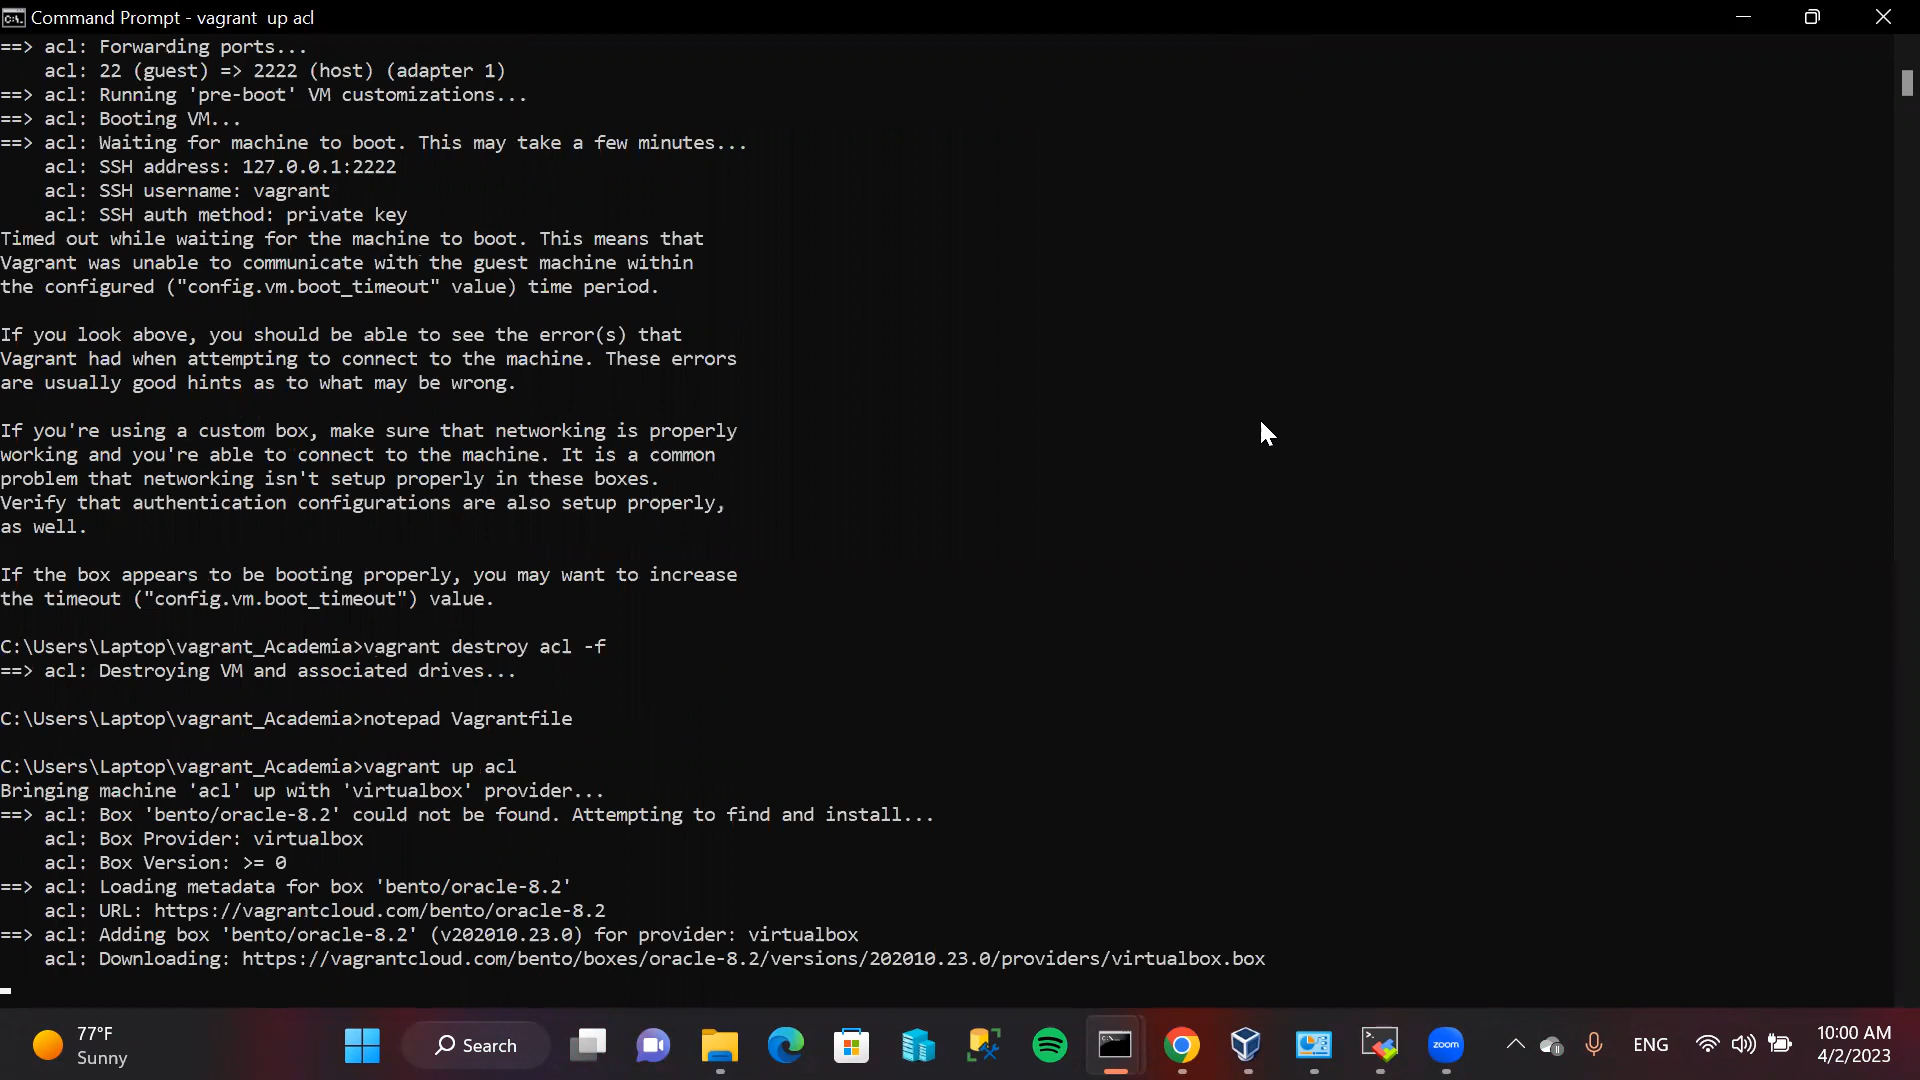 Command Prompt - vagrant  up acl
==> acl: Forwarding ports...
    acl: 22 (guest) => 2222 (host) (adapter 1)
==> acl: Running 'pre-boot' VM customizations...
==> acl: Booting VM...
==> acl: Waiting for machine to boot. This may take a few minutes...
    acl: SSH address: 127.0.0.1:2222
    acl: SSH username: vagrant
    acl: SSH auth method: private key
Timed out while waiting for the machine to boot. This means that
Vagrant was unable to communicate with the guest machine within
the configured ("config.vm.boot_timeout" value) time period.
If you look above, you should be able to see the error(s) that
Vagrant had when attempting to connect to the machine. These errors
are usually good hints as to what may be wrong.
If you're using a custom box, make sure that networking is properly
working and you're able to connect to the machine. It is a common
problem that networking isn't setup properly in these boxes.
Verify that authentication configurations are also setup properly,
as well.
If the box appears to be booting properly, you may want to increase
the timeout ("config.vm.boot_timeout") value.
C:\Users\Laptop\vagrant_Academia>vagrant destroy acl -f
==> acl: Destroying VM and associated drives...
C:\Users\Laptop\vagrant_Academia>notepad Vagrantfile
C:\Users\Laptop\vagrant_Academia>vagrant up acl
Bringing machine 'acl' up with 'virtualbox' provider...
==> acl: Box 'bento/oracle-8.2' could not be found. Attempting to find and install...
    acl: Box Provider: virtualbox
    acl: Box Version: >= 0
==> acl: Loading metadata for box 'bento/oracle-8.2'
    acl: URL: https://vagrantcloud.com/bento/oracle-8.2
==> acl: Adding box 'bento/oracle-8.2' (v202010.23.0) for provider: virtualbox
    acl: Downloading: https://vagrantcloud.com/bento/boxes/oracle-8.2/versions/202010.23.0/providers/virtualbox.box
77°F
Sunny
Search
zoom
ENG
10:00 AM
4/2/2023